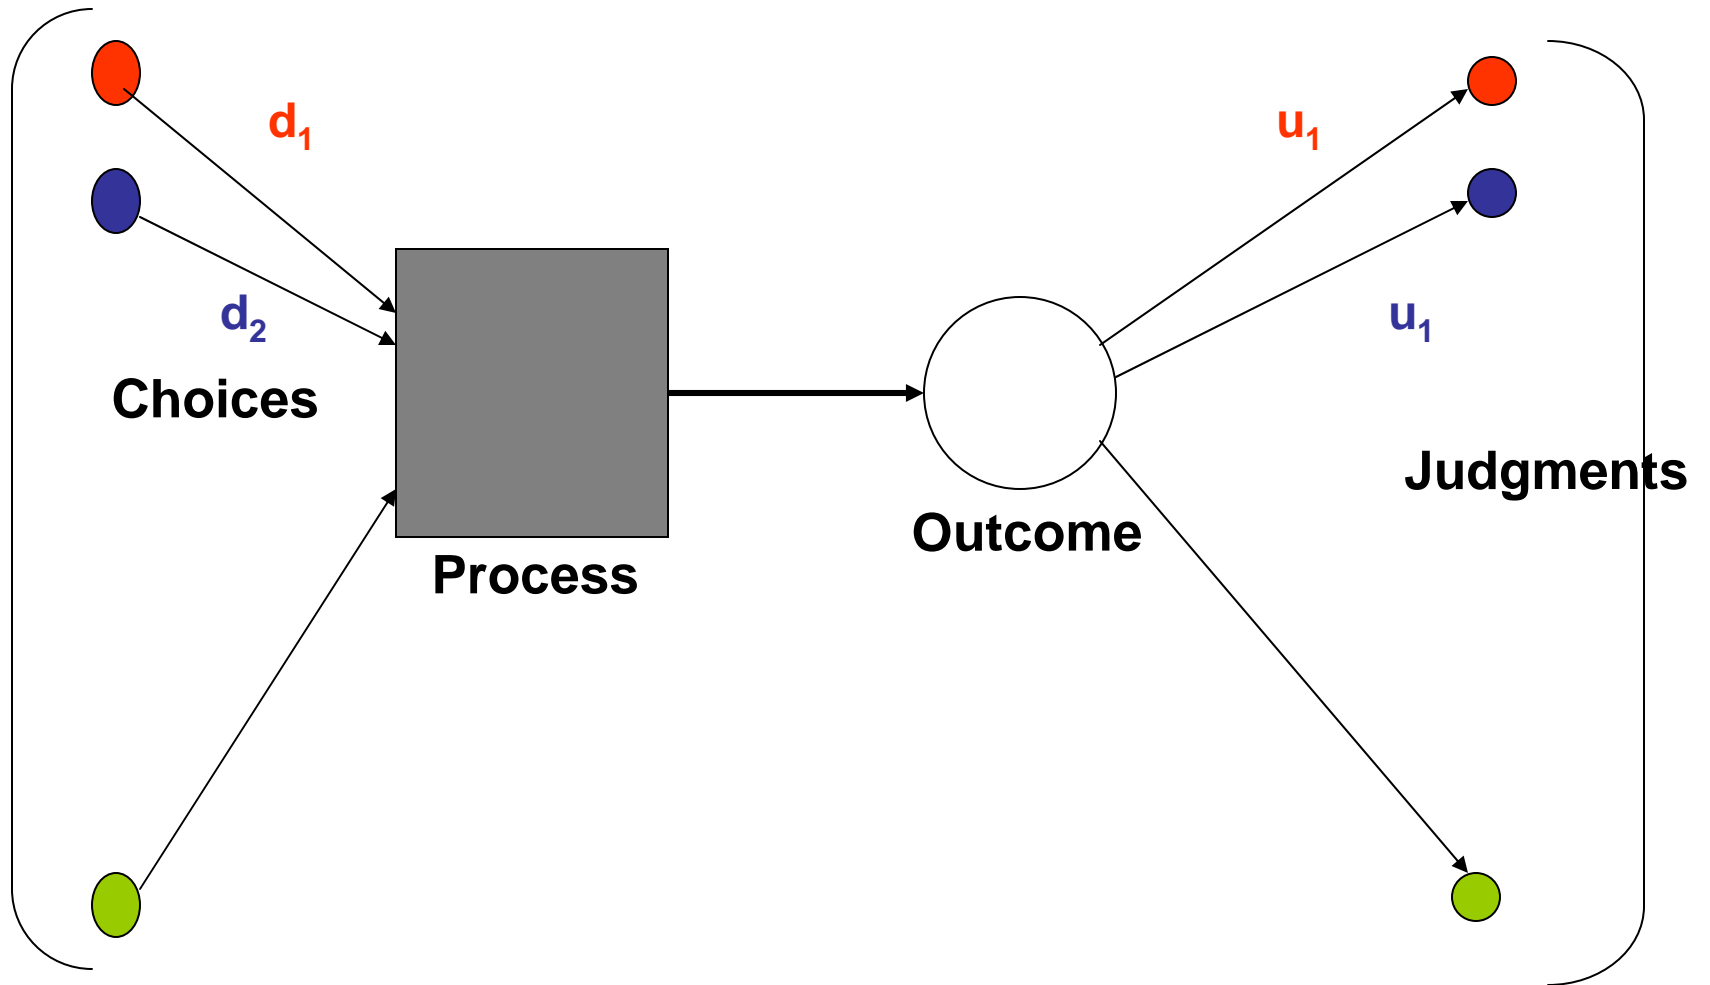 d1
u1
d2
u1
Choices
Judgments
Outcome
Process